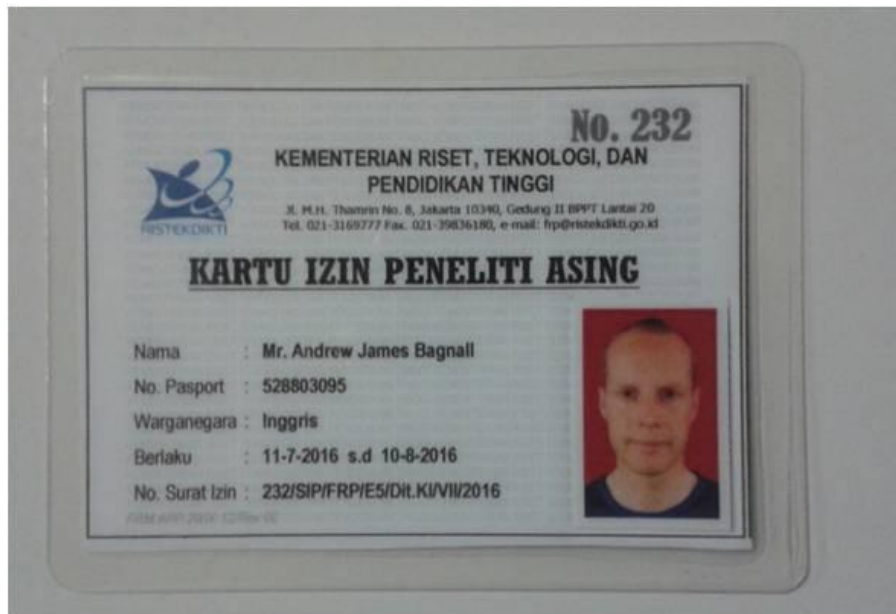 No. 232
KEMENTERIAN RISET, TEKNOLOGI, DAN
PENDIDIKAN TINGGI
Jl. M.H. Thamrin No. 8, Jakarta 10340, Gedung II BPPT Lantai 20
Tel. 021-3169777 Fax. 021-39836180, e-mail: frp@ristekdikti.go.id
RISTEKDIKTI
KARTU IZIN PENELITI ASING
Nama : Mr. Andrew James Bagnall
No. Pasport : 528803095
Warganegara : Inggris
Berlaku : 11-7-2016 s.d 10-8-2016
No. Surat Izin : 232/SIP/FRP/E5/Dit.KI/VII/2016